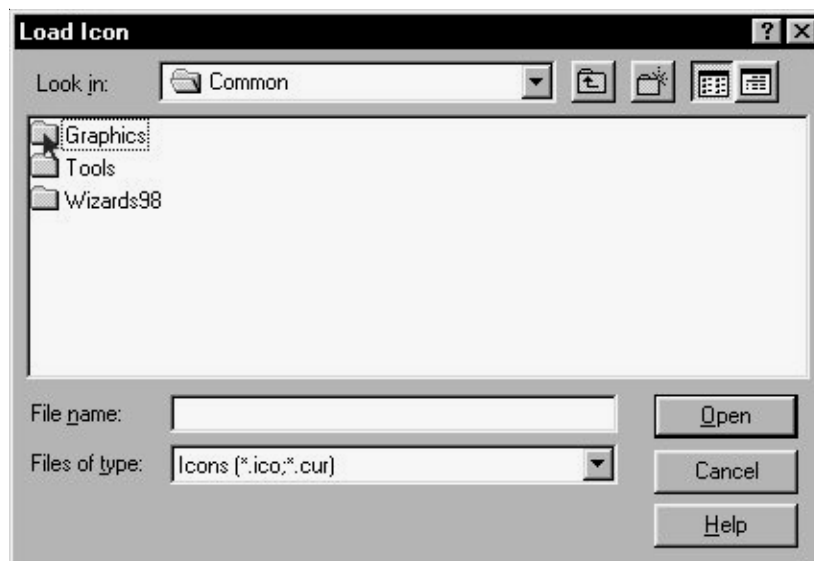 Load Icon
Look in: Common
Graphics
Tools
Wizards98
File name: Open
Files of type: Icons (*.ico;*.cur) Cancel
Help